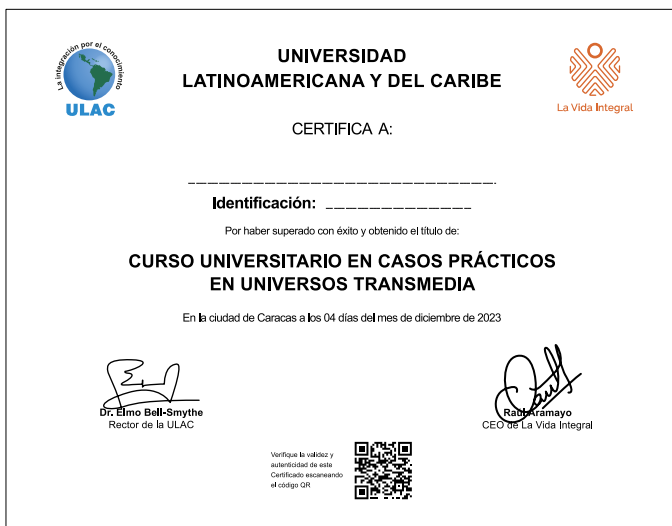 La integración por el conocimiento
ULAC
UNIVERSIDAD
LATINOAMERICANA Y DEL CARIBE
La Vida Integral
CERTIFICA A:
Identificación:
Por haber superado con éxito y obtenido el título de:
CURSO UNIVERSITARIO EN CASOS PRÁCTICOS
EN UNIVERSOS TRANSMEDIA
En la ciudad de Caracas a los 04 días del mes de diciembre de 2023
Dr. Elmo Bell-Smythe
Rector de la ULAC
Raúl Aramayo
CEO de La Vida Integral
Verifique la validez y
autenticidad de este
Certificado escaneando
el código QR